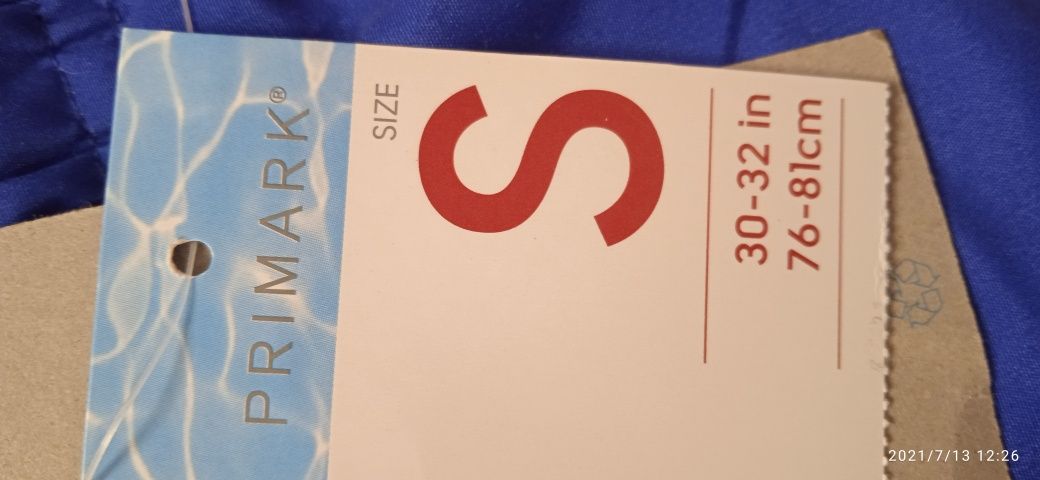 PRIMARK®
SIZE
S
30-32 in
76-81cm
2021/7/13 12:26